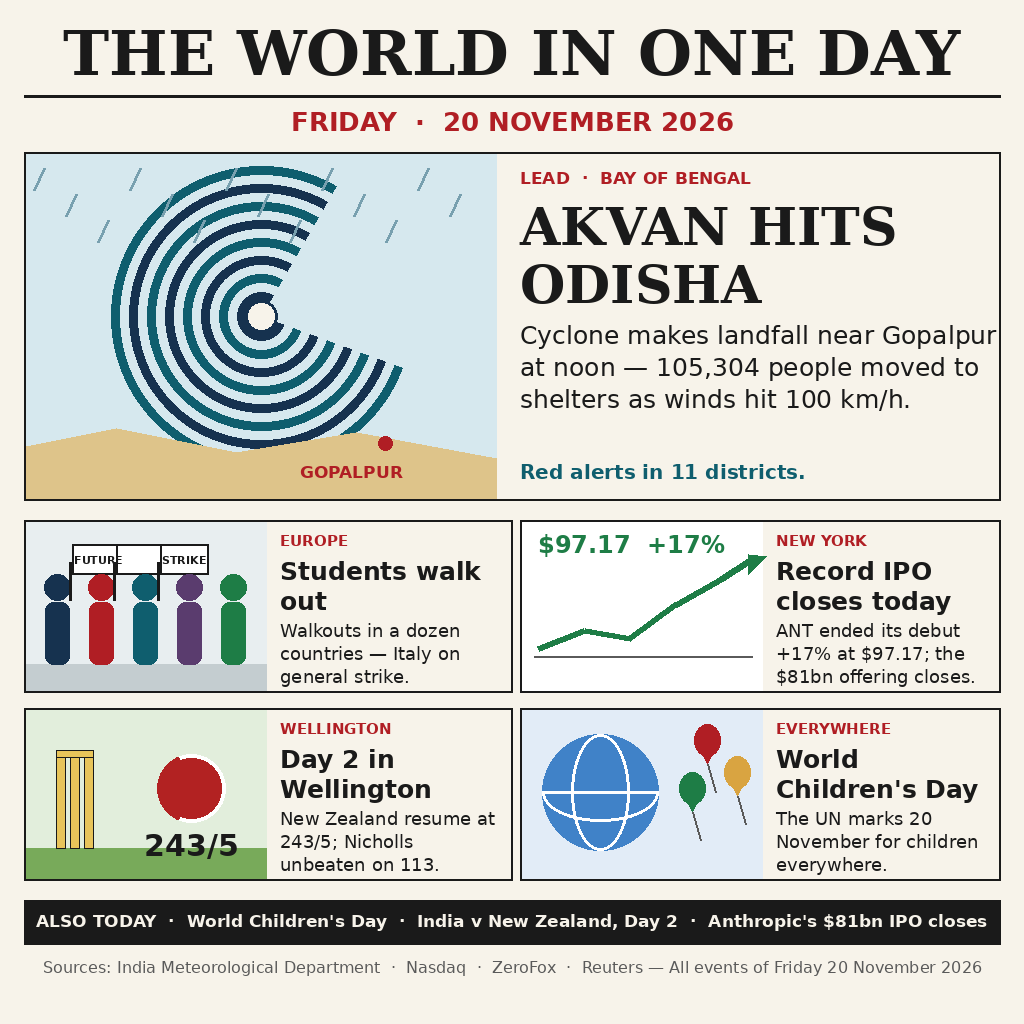 THE WORLD IN ONE DAY
FRIDAY · 20 NOVEMBER 2026
GOPALPUR
LEAD · BAY OF BENGAL
AKVAN HITS
ODISHA
Cyclone makes landfall near Gopalpur
at noon — 105,304 people moved to
shelters as winds hit 100 km/h.
Red alerts in 11 districts.
FUTURE
STRIKE
EUROPE
Students walk
out
Walkouts in a dozen
countries — Italy on
general strike.
$97.17 +17%
NEW YORK
Record IPO
closes today
ANT ended its debut
+17% at $97.17; the
$81bn offering closes.
243/5
WELLINGTON
Day 2 in
Wellington
New Zealand resume at
243/5; Nicholls
unbeaten on 113.
EVERYWHERE
World
Children's Day
The UN marks 20
November for children
everywhere.
ALSO TODAY · World Children's Day · India v New Zealand, Day 2 · Anthropic's $81bn IPO closes
Sources: India Meteorological Department · Nasdaq · ZeroFox · Reuters — All events of Friday 20 November 2026